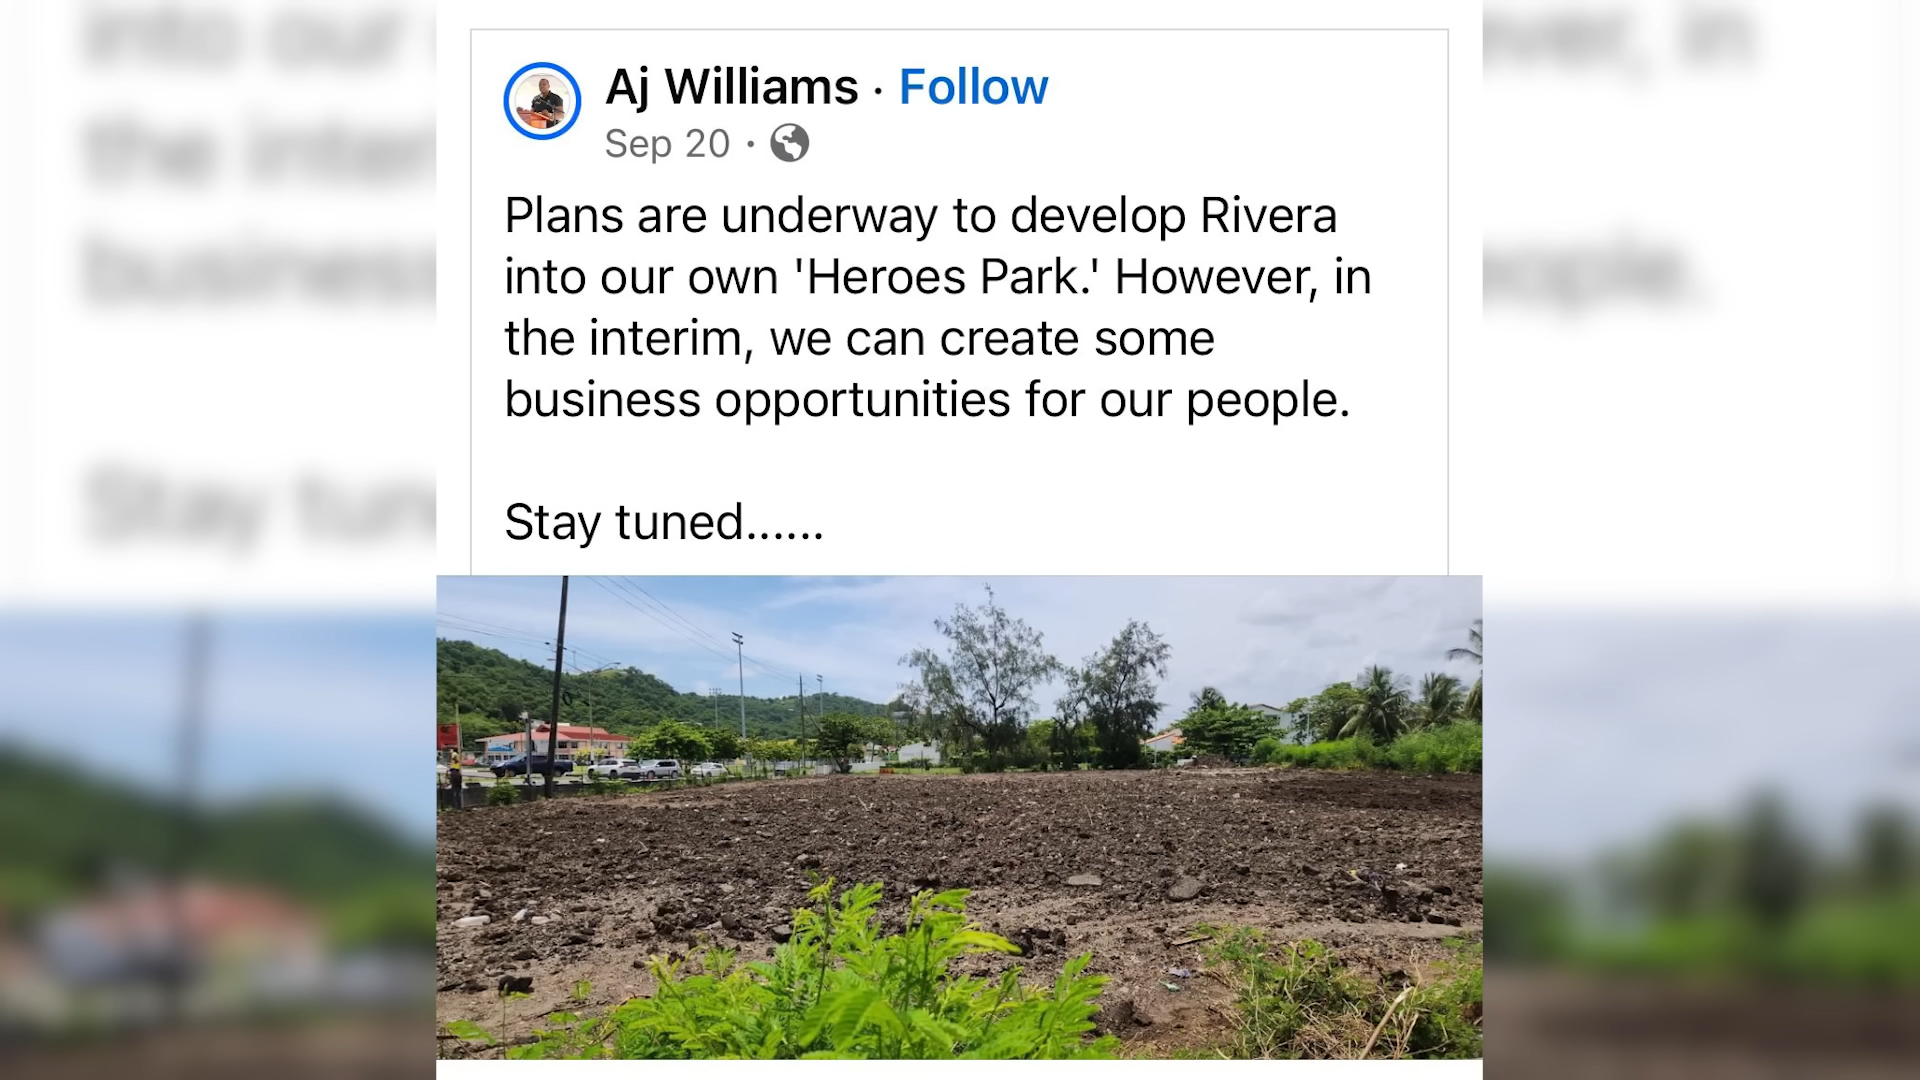 Aj Williams · Follow
Sep 20 ·
Plans are underway to develop Rivera
into our own 'Heroes Park.' However, in
the interim, we can create some
business opportunities for our people.
Stay tuned......